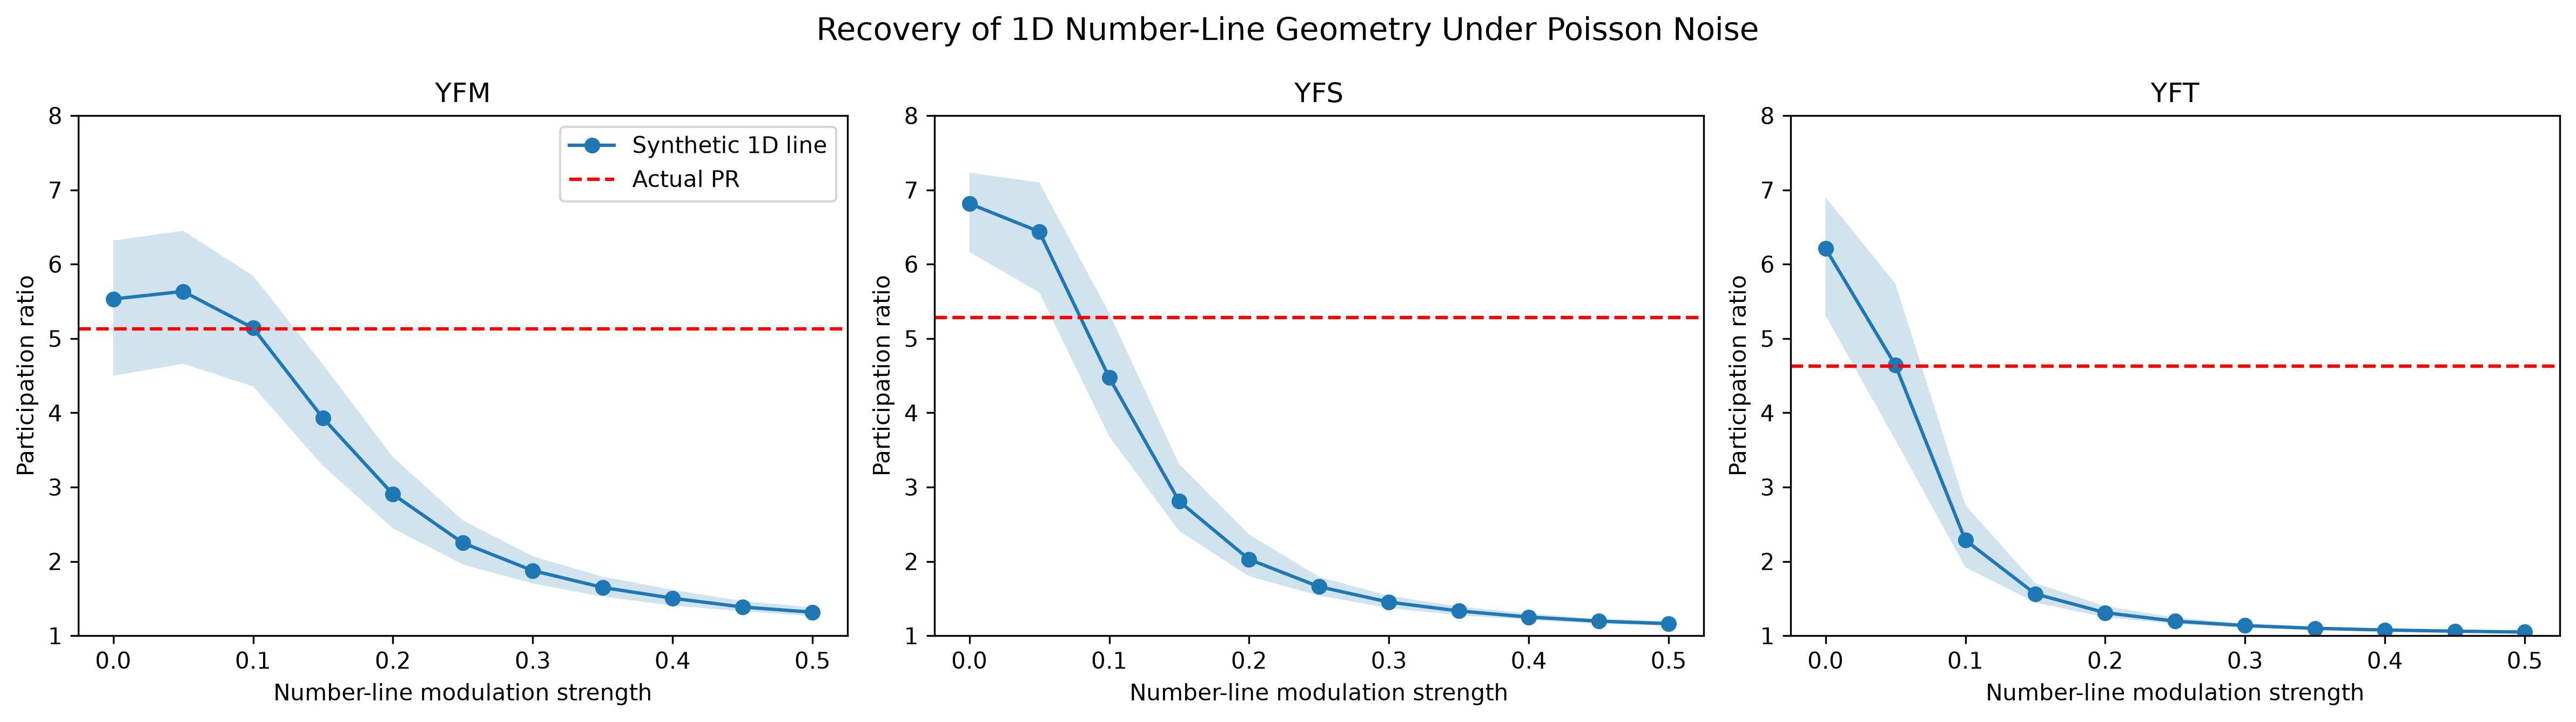 Recovery of 1D Number-Line Geometry Under Poisson Noise
YFM
Participation ratio
8
7
6
5
4
3
2
1
Synthetic 1D line
Actual PR
0.0 0.1 0.2 0.3 0.4 0.5
Number-line modulation strength
YFS
Participation ratio
8
7
6
5
4
3
2
1
0.0 0.1 0.2 0.3 0.4 0.5
Number-line modulation strength
YFT
Participation ratio
8
7
6
5
4
3
2
1
0.0 0.1 0.2 0.3 0.4 0.5
Number-line modulation strength